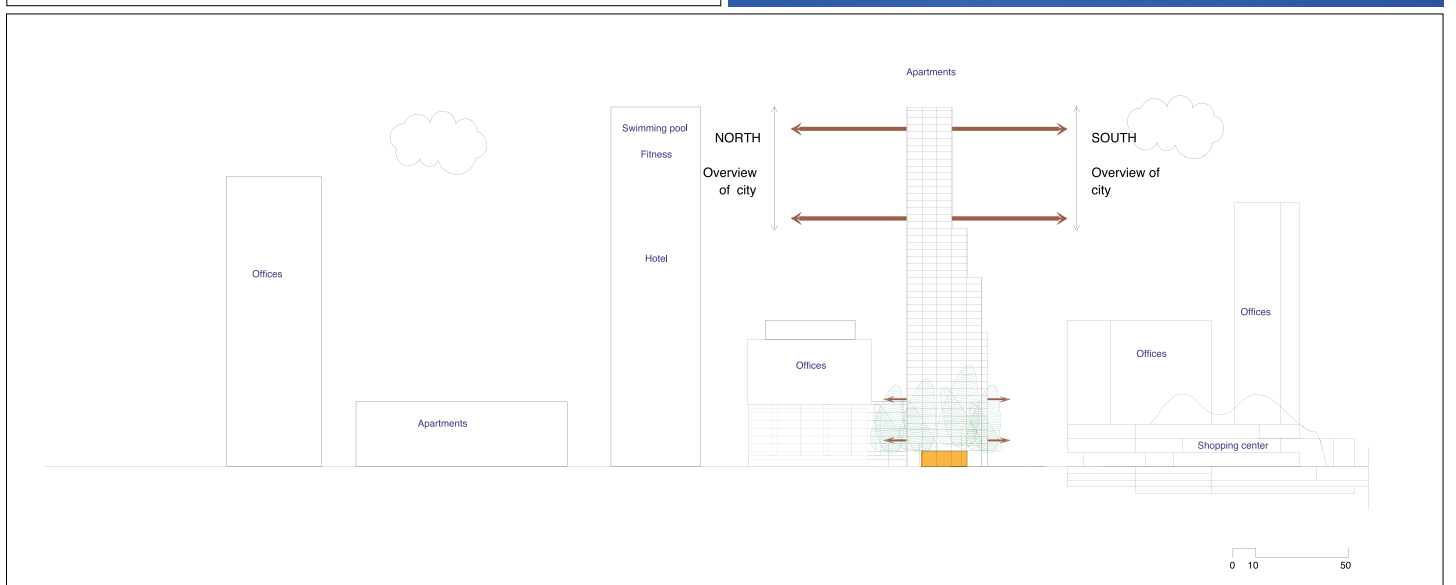 Apartments
Swimming pool
NORTH
SOUTH
Fitness
Overview
of city
Overview of
city
Hotel
Offices
Offices
Offices
Offices
Apartments
Shopping center
0 10 50